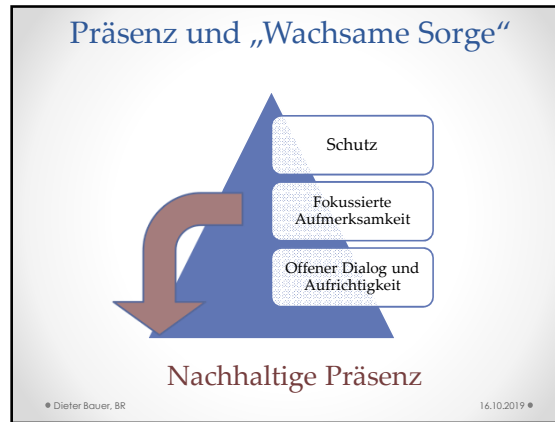 Präsenz und „Wachsame Sorge“
Schutz
Fokussierte
Aufmerksamkeit
Offener Dialog und
Aufrichtigkeit
Nachhaltige Präsenz
Dieter Bauer, BR
16.10.2019